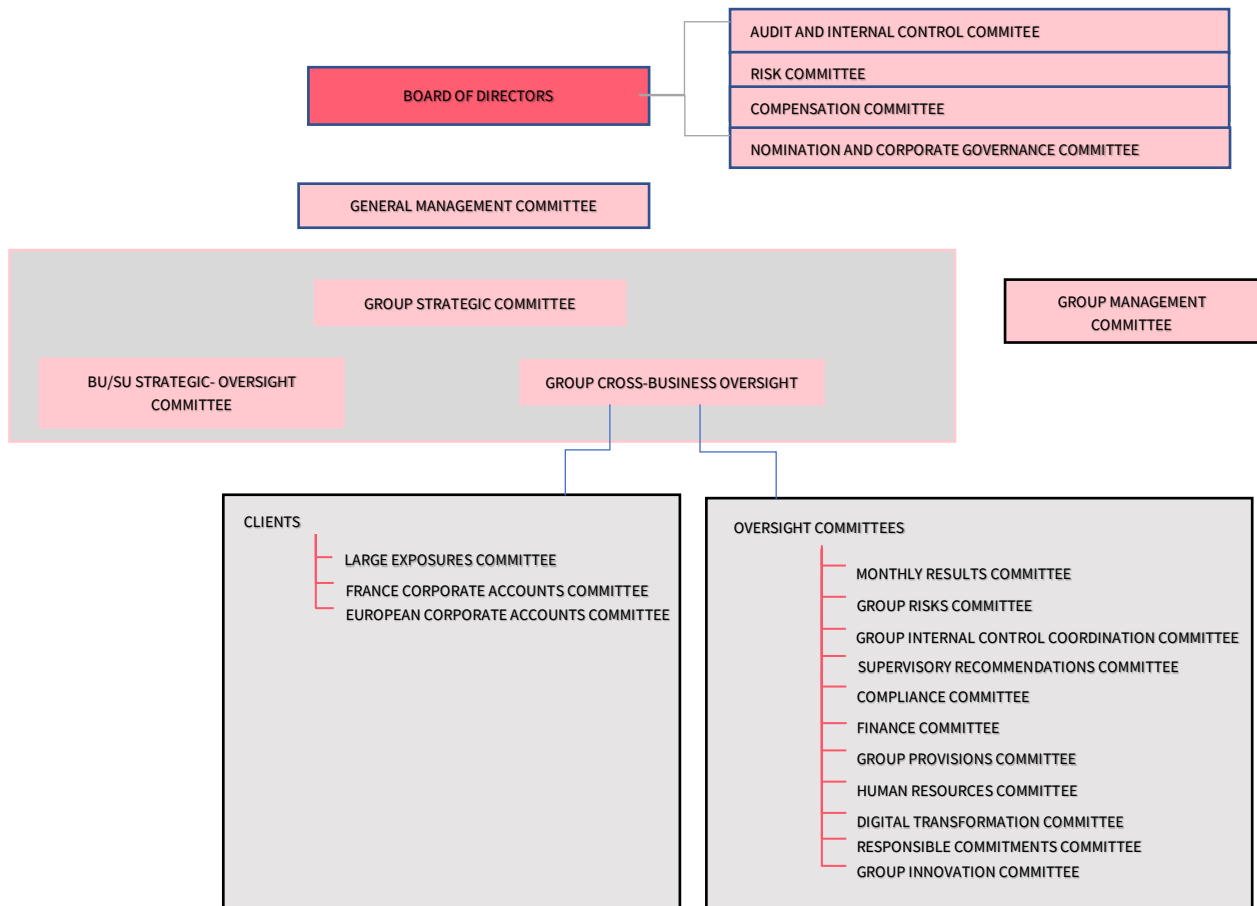 AUDIT AND INTERNAL CONTROL COMMITEE
RISK COMMITTEE
BOARD OF DIRECTORS
COMPENSATION COMMITTEE
NOMINATION AND CORPORATE GOVERNANCE COMMITTEE
GENERAL MANAGEMENT COMMITTEE
GROUP STRATEGIC COMMITTEE
GROUP MANAGEMENT
COMMITTEE
BU/SU STRATEGIC- OVERSIGHT
COMMITTEE
GROUP CROSS-BUSINESS OVERSIGHT
CLIENTS
LARGE EXPOSURES COMMITTEE
FRANCE CORPORATE ACCOUNTS COMMITTEE
EUROPEAN CORPORATE ACCOUNTS COMMITTEE
OVERSIGHT COMMITTEES
MONTHLY RESULTS COMMITTEE
GROUP RISKS COMMITTEE
GROUP INTERNAL CONTROL COORDINATION COMMITTEE
SUPERVISORY RECOMMENDATIONS COMMITTEE
COMPLIANCE COMMITTEE
FINANCE COMMITTEE
GROUP PROVISIONS COMMITTEE
HUMAN RESOURCES COMMITTEE
DIGITAL TRANSFORMATION COMMITTEE
RESPONSIBLE COMMITMENTS COMMITTEE
GROUP INNOVATION COMMITTEE